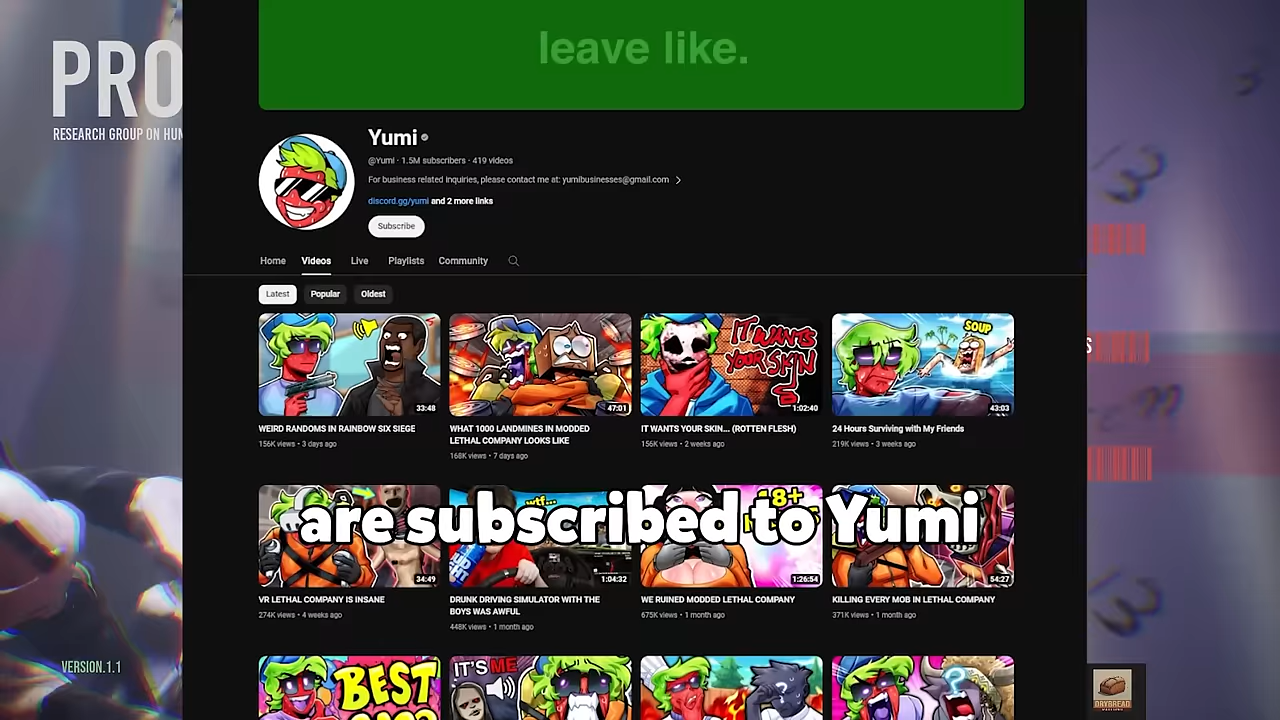 leave like.
PRO
RESEARCH GROUP ON HUM
Yumi
@Yumi · 1.5M subscribers · 419 videos
For business related inquiries, please contact me at: yumibusinesses@gmail.com
discord.gg/yumi and 2 more links
Subscribe
Home Videos Live Playlists Community
Latest Popular Oldest
SOUP
IT WANTS
YOUR SKIN
33:48 47:01 1:02:40 43:03
WEIRD RANDOMS IN RAINBOW SIX SIEGE
156K views • 3 days ago
WHAT 1000 LANDMINES IN MODDED
LETHAL COMPANY LOOKS LIKE
168K views • 7 days ago
IT WANTS YOUR SKIN... (ROTTEN FLESH)
156K views • 2 weeks ago
24 Hours Surviving with My Friends
219K views • 3 weeks ago
wtf...
18+
are subscribed to Yumi
34:49 1:04:32 1:26:54 54:27
VR LETHAL COMPANY IS INSANE
274K views • 4 weeks ago
DRUNK DRIVING SIMULATOR WITH THE
BOYS WAS AWFUL
448K views • 1 month ago
WE RUINED MODDED LETHAL COMPANY
675K views • 1 month ago
KILLING EVERY MOB IN LETHAL COMPANY
371K views • 1 month ago
BEST
IT'S ME
VERSION.1.1
DRYBREAD